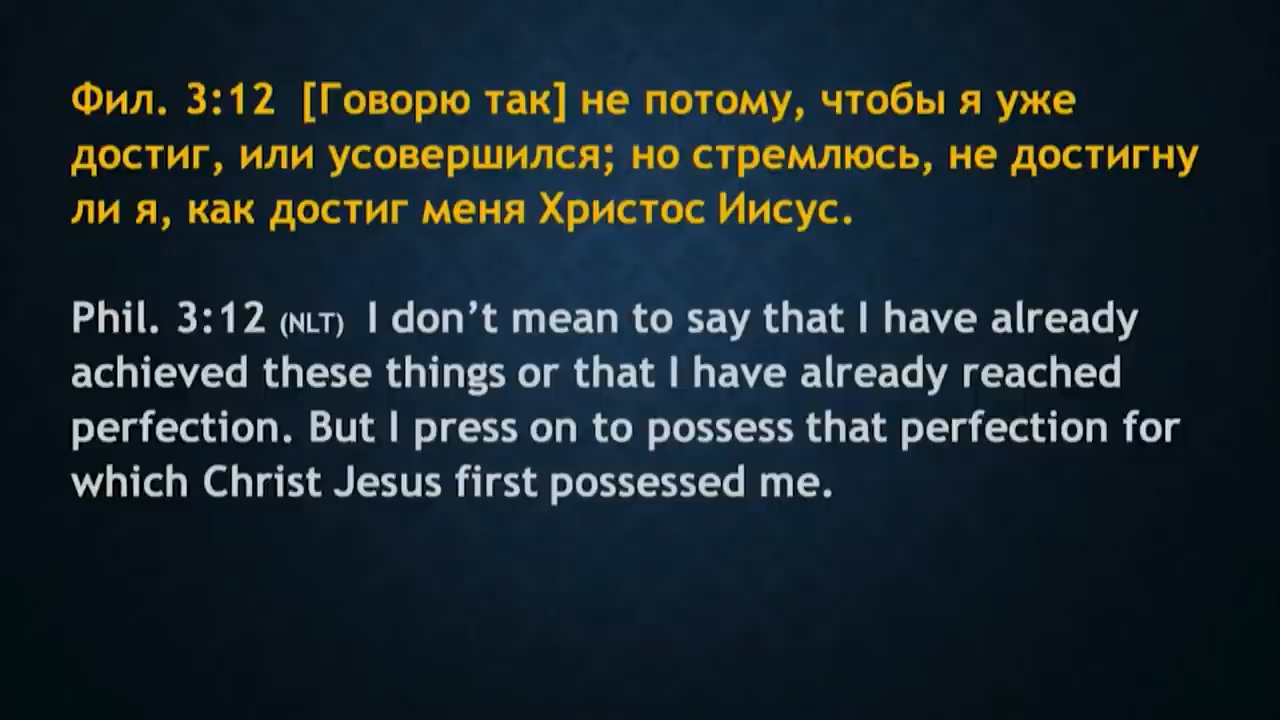 Фил. 3:12 [Говорю так] не потому, чтобы я уже
достиг, или усовершился; но стремлюсь, не достигну
ли я, как достиг меня Христос Иисус.
Phil. 3:12 (NLT) I don’t mean to say that I have already
achieved these things or that I have already reached
perfection. But I press on to possess that perfection for
which Christ Jesus first possessed me.